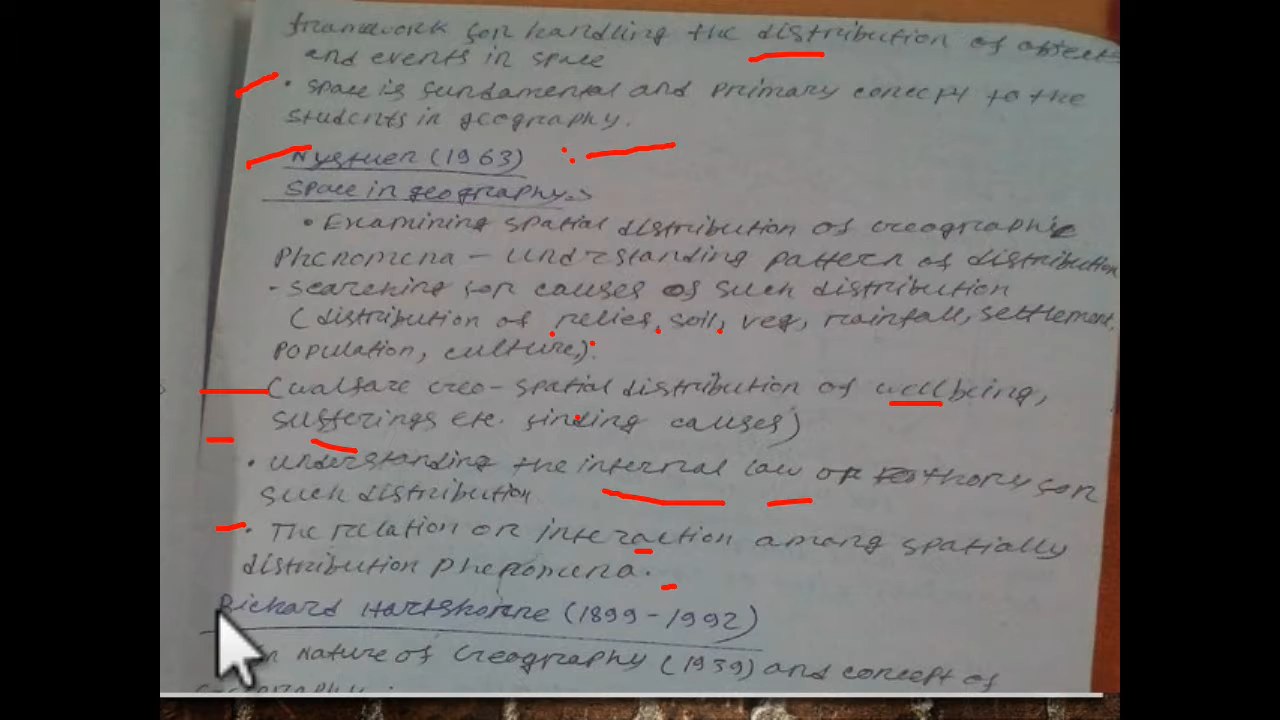 framework for handling the distribution of objects
and events in space
• space is fundamental and primary concept to the
students in geography.
Nystuen (1963)
Space in geography:
• Examining spatial distribution of Geographic
Phenomena - understanding pattern of distribution
- searching for causes of such distribution
( distribution of relief, soil, veg, rainfall, settlement,
population, culture,)
(walfare Geo-spatial distribution of wellbeing,
sufferings etc. finding causes)
• understanding the internal law or thory for
such distribution
• The relation or interaction among spatially
distribution phenomena.
Richard Hartshorne (1899-1992)
Nature of Geography (1939) and concept of